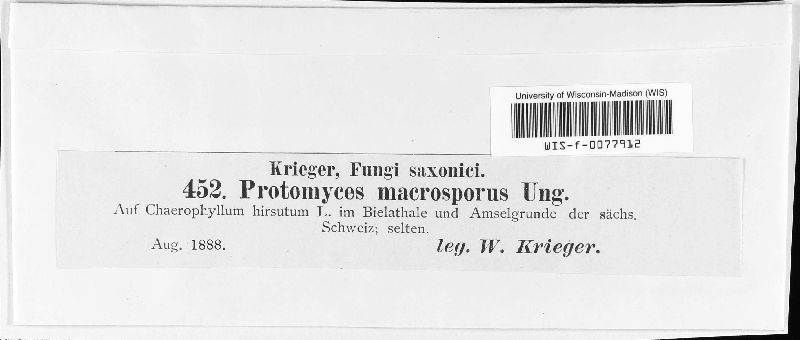 University of Wisconsin-Madison (WIS)
WIS-f-0077912
Krieger, Fungi saxonici.
452. Protomyces macrosporus Ung.
Auf Chaerophyllum hirsutum L. im Bielathale und Amselgrunde der sächs.
Schweiz; selten.
Aug. 1888.
leg. W. Krieger.